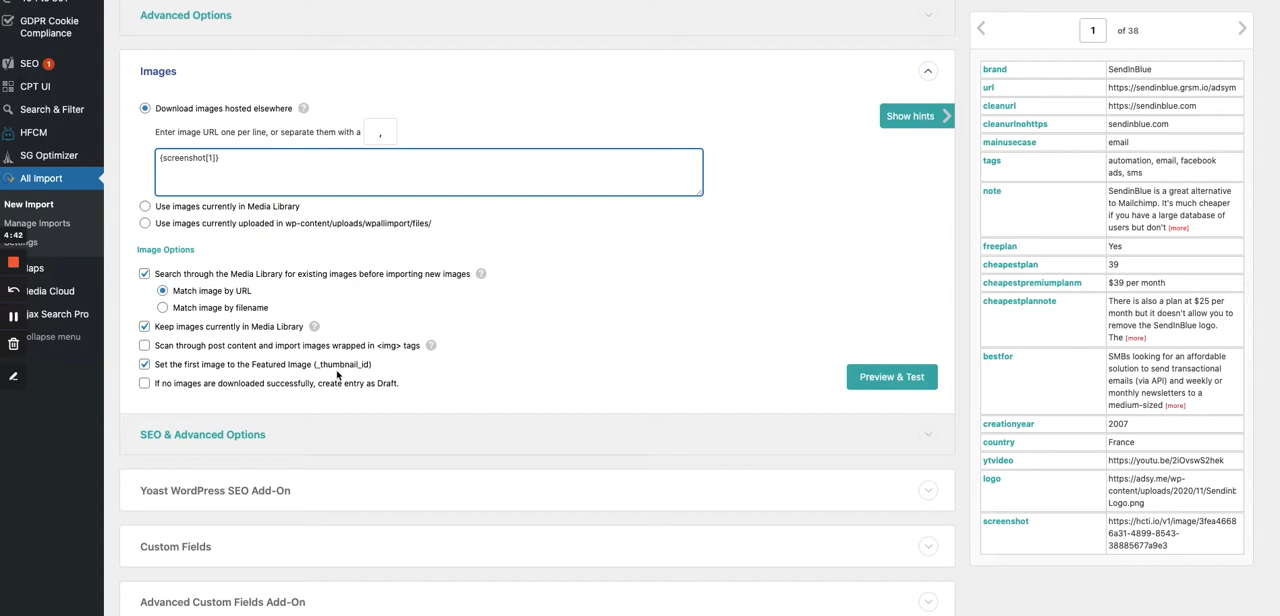 GDPR Cookie
Compliance
SEO 1
CPT UI
Search & Filter
HFCM
SG Optimizer
All Import
New Import
Manage Imports
4:42
Maps
Media Cloud
Ajax Search Pro
Collapse menu
Advanced Options
Images
Download images hosted elsewhere ?
Enter image URL one per line, or separate them with a ,
{screenshot[1]}
Use images currently in Media Library
Use images currently uploaded in wp-content/uploads/wpallimport/files/
Image Options
Search through the Media Library for existing images before importing new images ?
Match image by URL
Match image by filename
Keep images currently in Media Library ?
Scan through post content and import images wrapped in <img> tags ?
Set the first image to the Featured Image (_thumbnail_id)
If no images are downloaded successfully, create entry as Draft.
Show hints
Preview & Test
SEO & Advanced Options
Yoast WordPress SEO Add-On
Custom Fields
Advanced Custom Fields Add-On
1 of 38
brand SendInBlue
url https://sendinblue.grsm.io/adsym
cleanurl https://sendinblue.com
cleanurlnohttps sendinblue.com
mainusecase email
tags automation, email, facebook
ads, sms
note SendinBlue is a great alternative
to Mailchimp. It's much cheaper
if you have a large database of
users but don't [more]
freeplan Yes
cheapestplan 39
cheapestpremiumplanm $39 per month
cheapestplannote There is also a plan at $25 per
month but it doesn't allow you to
remove the SendInBlue logo.
The [more]
bestfor SMBs looking for an affordable
solution to send transactional
emails (via API) and weekly or
monthly newsletters to a
medium-sized [more]
creationyear 2007
country France
ytvideo https://youtu.be/2iOvswS2hek
logo https://adsy.me/wp-
content/uploads/2020/11/Sendinb
Logo.png
screenshot https://hcti.io/v1/image/3fea4668
6a31-4899-8543-
38885677a9e3